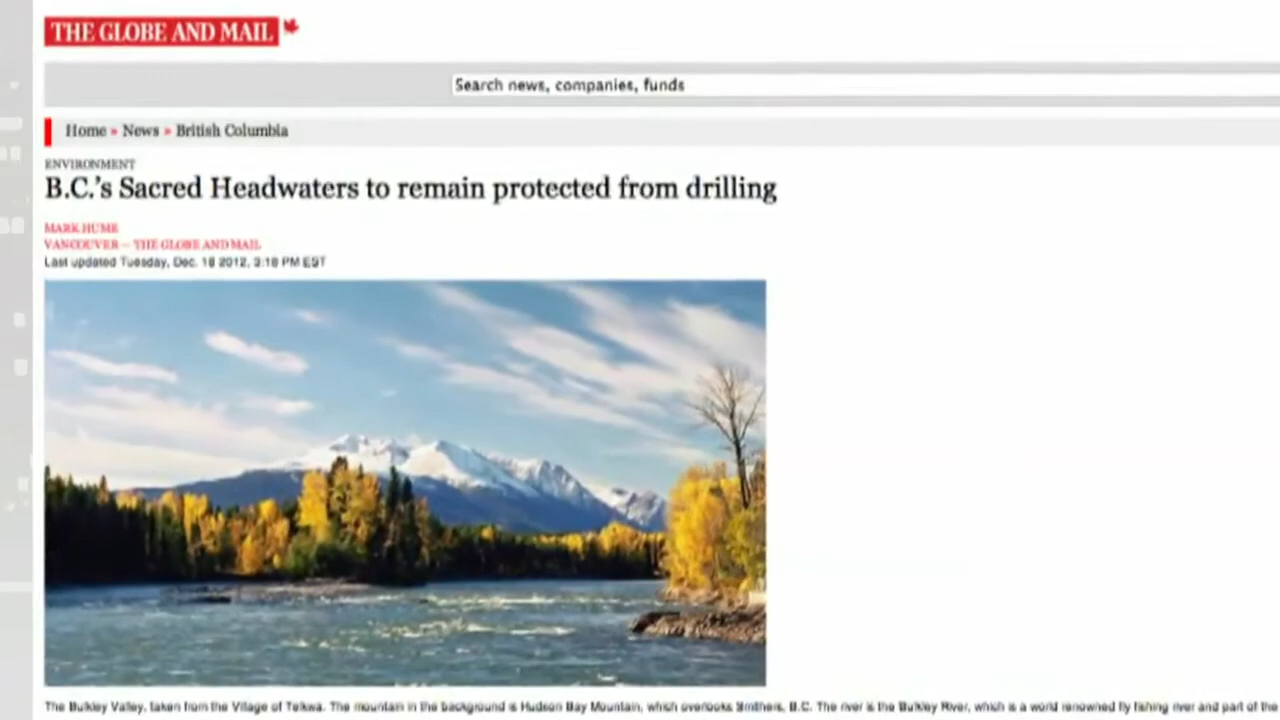 THE GLOBE AND MAIL
Search news, companies, funds
Home » News » British Columbia
ENVIRONMENT
B.C.'s Sacred Headwaters to remain protected from drilling
MARK HUME
VANCOUVER — THE GLOBE AND MAIL
Last updated Tuesday, Dec. 18 2012, 3:18 PM EST
The Bulkley Valley, taken from the Village of Telkwa. The mountain in the background is Hudson Bay Mountain, which overlooks Smithers, B.C. The river is the Bulkley River, which is a world renowned fly fishing river and part of the